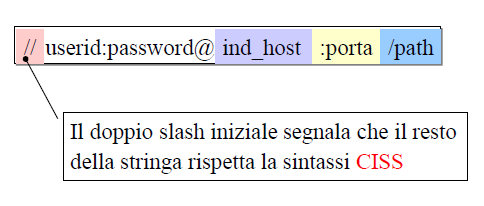 // userid:password@ ind_host :porta /path
Il doppio slash iniziale segnala che il resto
della stringa rispetta la sintassi CISS